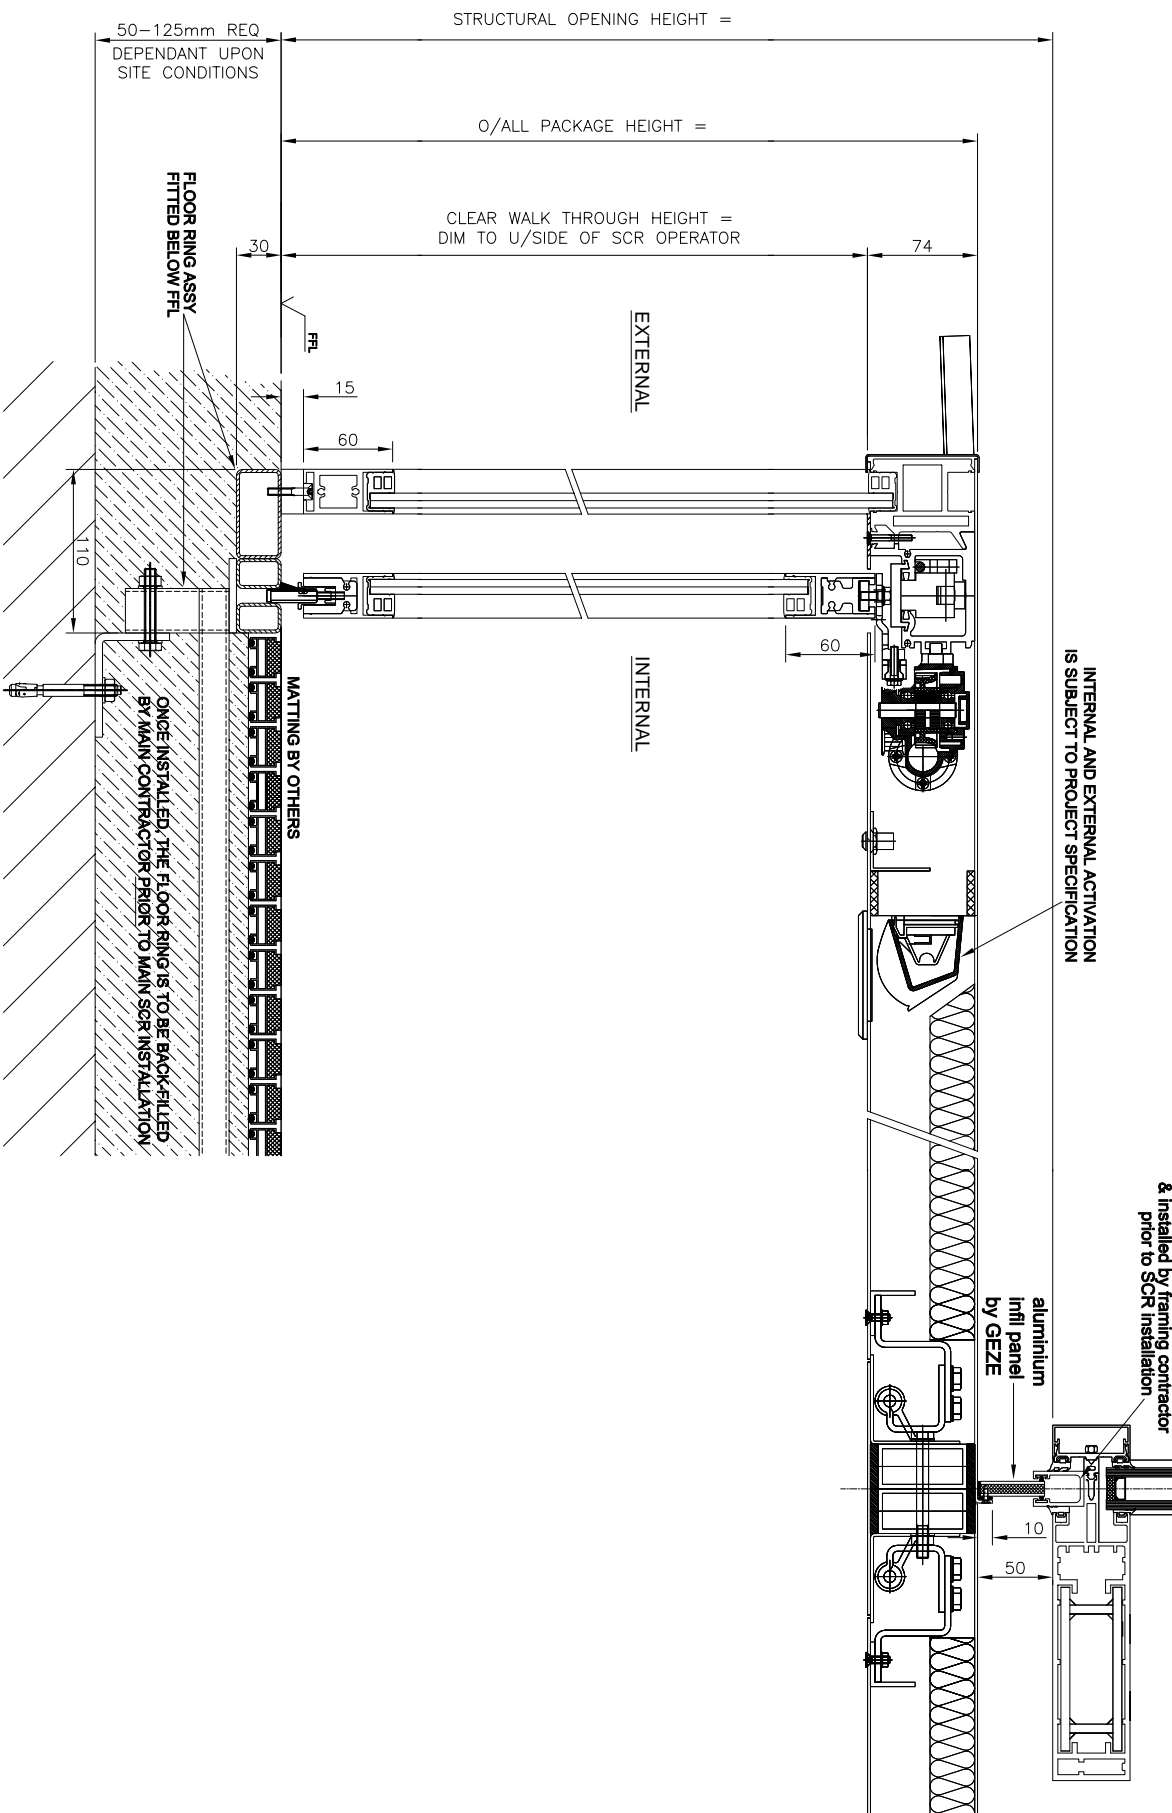 STRUCTURAL OPENING HEIGHT =
50-125mm REQ
DEPENDANT UPON
SITE CONDITIONS
O/ALL PACKAGE HEIGHT =
CLEAR WALK THROUGH HEIGHT =
DIM TO U/SIDE OF SCR OPERATOR
30
74
FLOOR RING ASSY
FITTED BELOW FFL
FFL
EXTERNAL
15
60
110
60
INTERNAL
INTERNAL AND EXTERNAL ACTIVATION
IS SUBJECT TO PROJECT SPECIFICATION
MATTING BY OTHERS
ONCE INSTALLED, THE FLOOR RING IS TO BE BACK-FILLED
BY MAIN CONTRACTOR PRIOR TO MAIN SCR INSTALLATION
& installed by framing contractor
prior to SCR installation
aluminium
infil panel
by GEZE
10
50